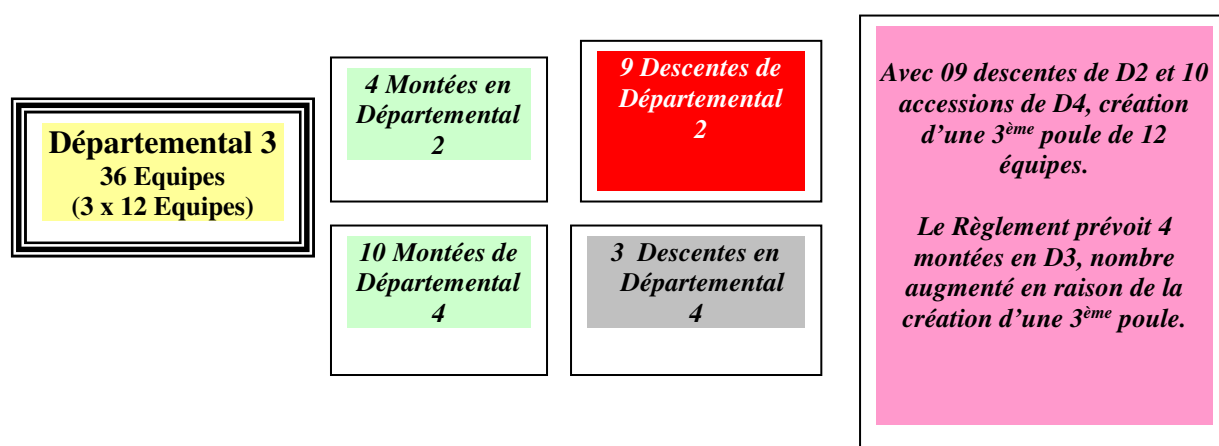 Départemental 3
36 Equipes
(3 x 12 Equipes)
4 Montées en
Départemental
2
9 Descentes de
Départemental
2
10 Montées de
Départemental
4
3 Descentes en
Départemental
4
Avec 09 descentes de D2 et 10
accessions de D4, création
d’une 3ème poule de 12
équipes.
Le Règlement prévoit 4
montées en D3, nombre
augmenté en raison de la
création d’une 3ème poule.